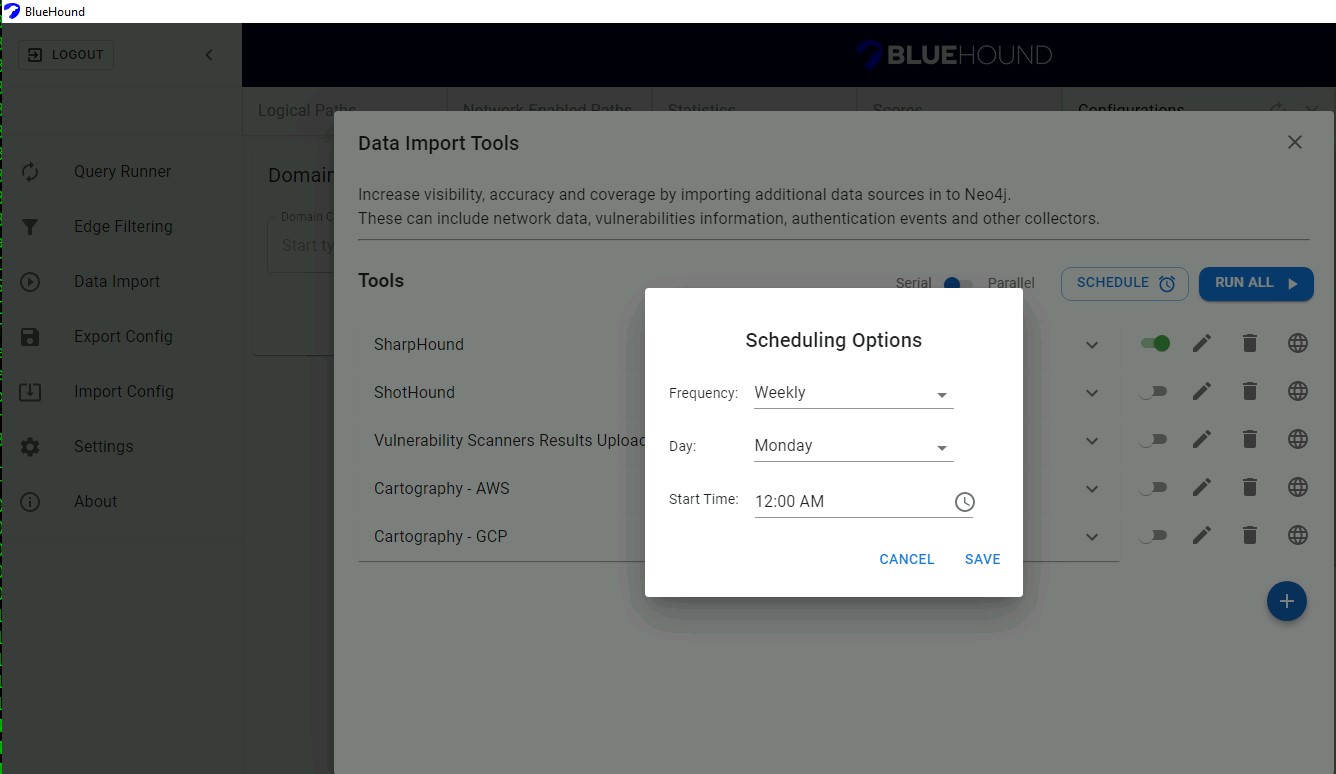 BlueHound
LOGOUT
BLUEHOUND
Logical Paths
Network Enabled Paths
Statistics
Scores
Configurations
Query Runner
Edge Filtering
Data Import
Export Config
Import Config
Settings
About
Domain
Domain C
Start ty
Data Import Tools
Increase visibility, accuracy and coverage by importing additional data sources in to Neo4j.
These can include network data, vulnerabilities information, authentication events and other collectors.
Tools
Serial
Parallel
SCHEDULE
RUN ALL
SharpHound
ShotHound
Vulnerability Scanners Results Upload
Cartography - AWS
Cartography - GCP
Scheduling Options
Frequency: Weekly
Day: Monday
Start Time: 12:00 AM
CANCEL SAVE